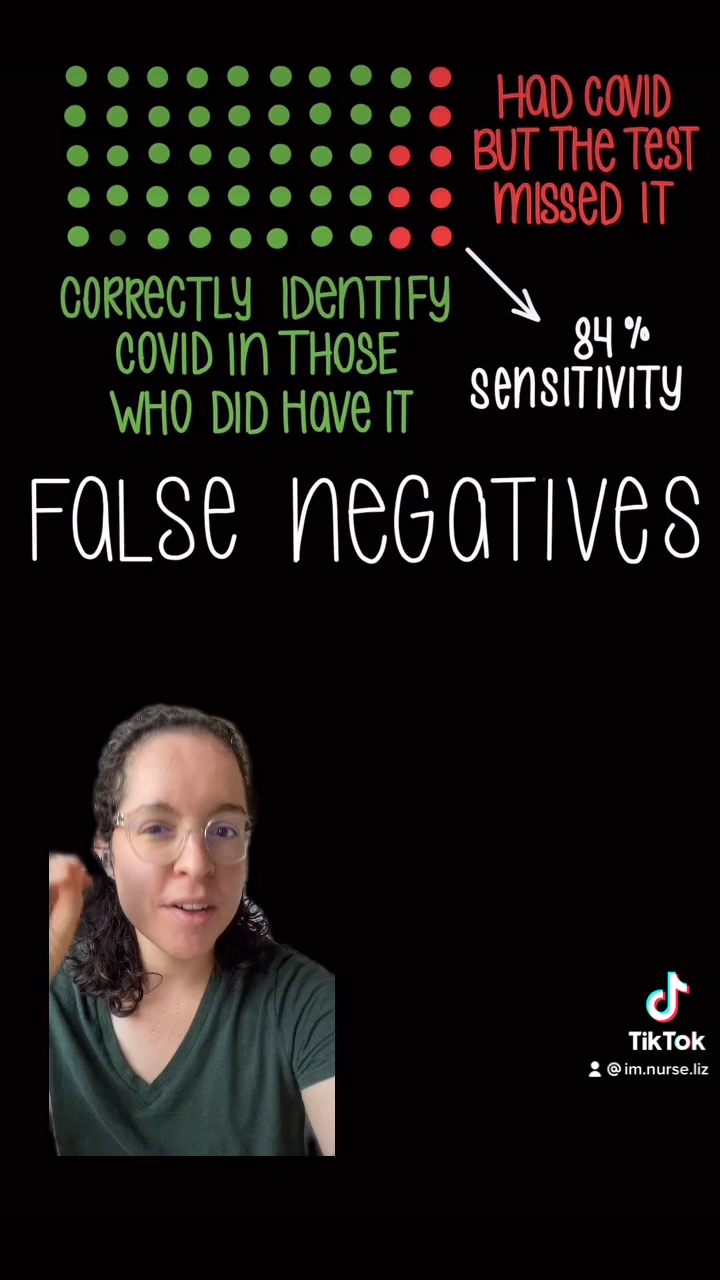 HAD COVID
BUT THE TEST
MISSED IT
CORRECTLY IDENTIFY
COVID IN THOSE
WHO DID HAVE IT
84 %
SENSITIVITY
FALSE NEGATIVES
TikTok
@im.nurse.liz